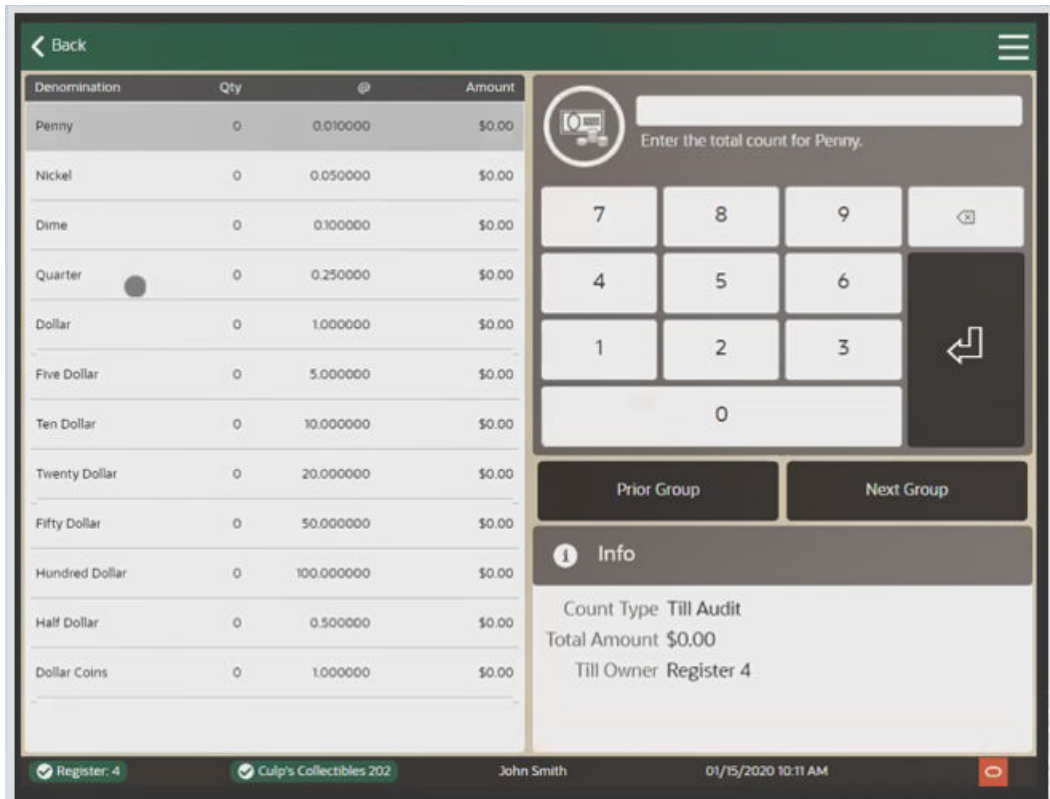 Back
Denomination Qty @ Amount
Penny 0 0.010000 $0.00
Nickel 0 0.050000 $0.00
Dime 0 0.100000 $0.00
Quarter 0 0.250000 $0.00
Dollar 0 1.000000 $0.00
Five Dollar 0 5.000000 $0.00
Ten Dollar 0 10.000000 $0.00
Twenty Dollar 0 20.000000 $0.00
Fifty Dollar 0 50.000000 $0.00
Hundred Dollar 0 100.000000 $0.00
Half Dollar 0 0.500000 $0.00
Dollar Coins 0 1.000000 $0.00
Enter the total count for Penny.
7 8 9
4 5 6
1 2 3
0
Prior Group Next Group
Info
Count Type Till Audit
Total Amount $0.00
Till Owner Register 4
Register: 4 Culp's Collectibles 202 John Smith 01/15/2020 10:11 AM